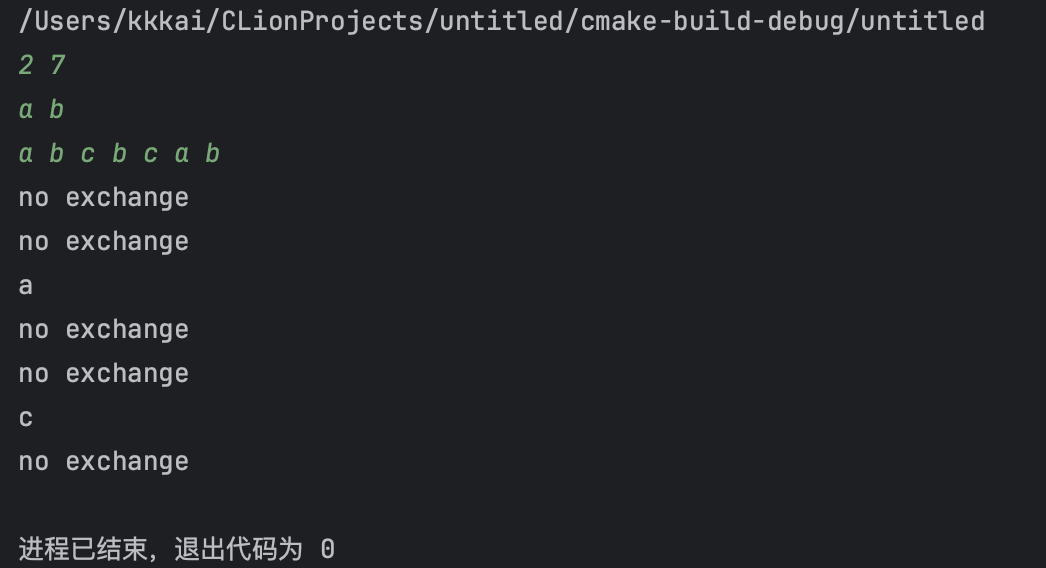 /Users/kkkai/CLionProjects/untitled/cmake-build-debug/untitled
2 7
a b
a b c b c a b
no exchange
no exchange
a
no exchange
no exchange
c
no exchange
进程已结束，退出代码为 0